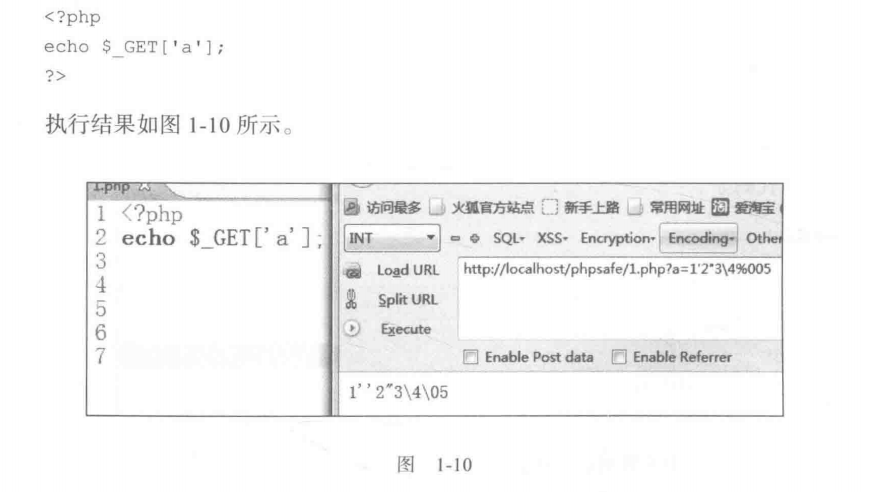 <?php
echo $_GET['a'];
?>
执行结果如图 1-10 所示。
1.php
1 <?php
2 echo $_GET['a'];
3
4
5
6
7
访问最多 火狐官方站点 新手上路 常用网址 爱淘宝
INT SQL XSS Encryption Encoding Other
Load URL http://localhost/phpsafe/1.php?a=1'2"3\4%005
Split URL
Execute
Enable Post data Enable Referrer
1''2"3\4\05
图 1-10